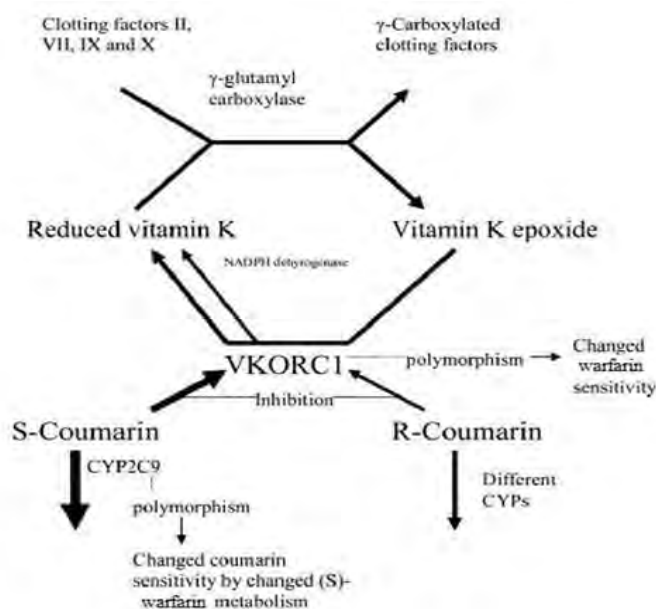 Clotting factors II,
VII, IX and X
γ-Carboxylated
clotting factors
γ-glutamyl
carboxylase
Reduced vitamin K
Vitamin K epoxide
NADPH dehyrogenase
VKORC1
polymorphism
Changed
warfarin
sensitivity
Inhibition
S-Coumarin
R-Coumarin
CYP2C9
polymorphism
Different
CYPs
Changed coumarin
sensitivity by changed (S)-
warfarin metabolism